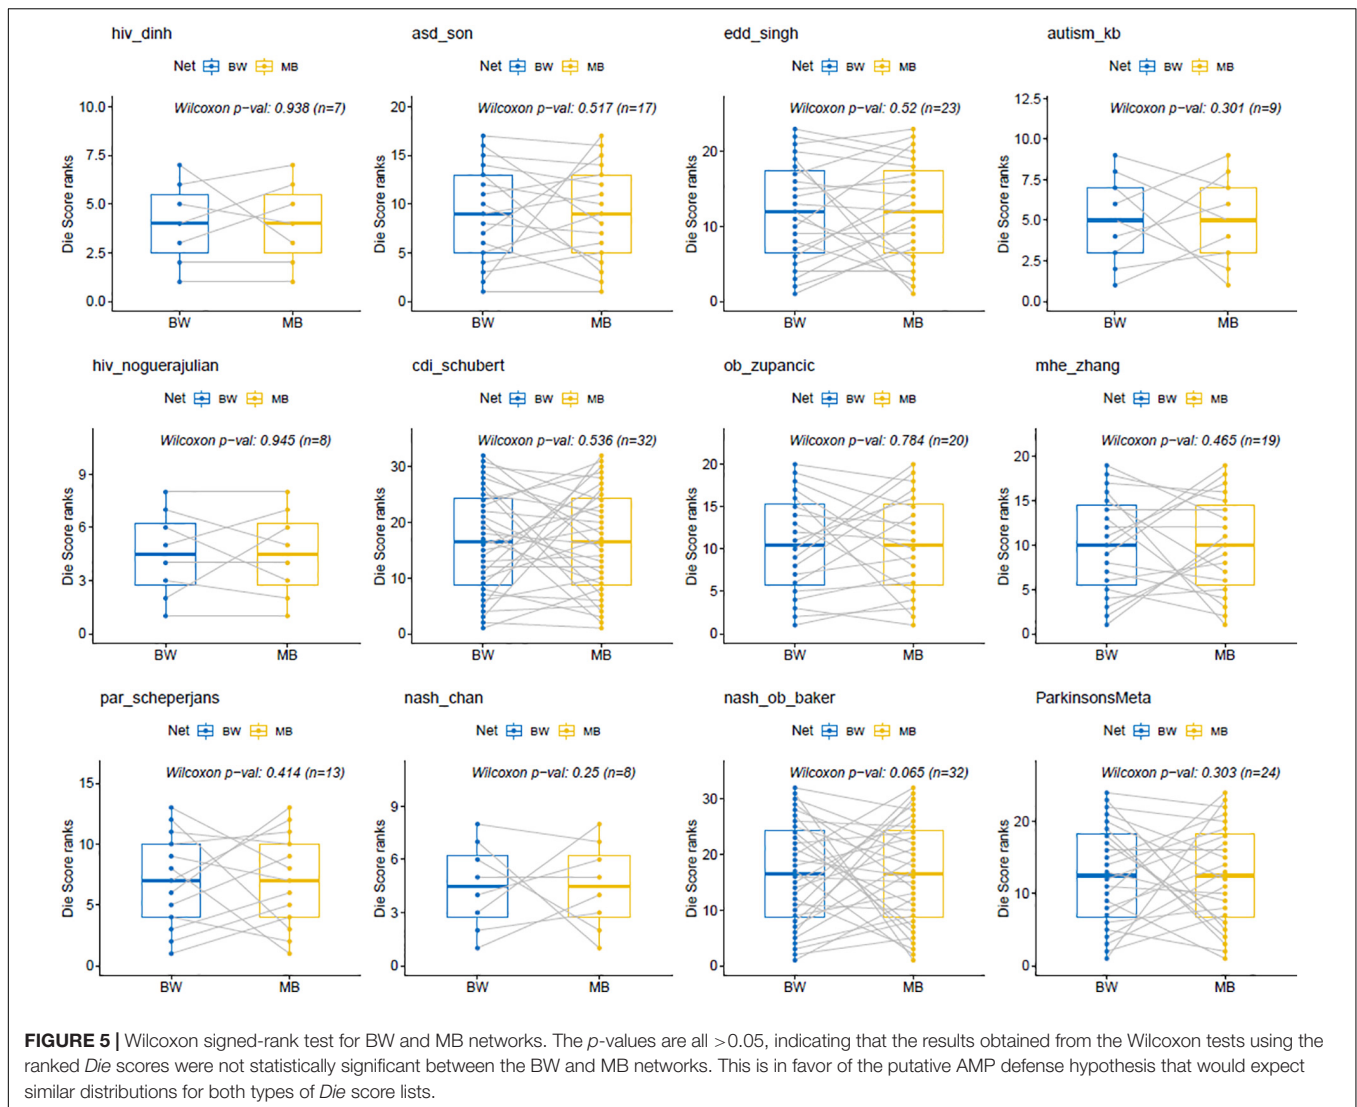 hiv_dinh
Net BW MB
Wilcoxon p-val: 0.938 (n=7)
Die Score ranks
10.0
7.5
5.0
2.5
0.0
BW MB
asd_son
Net BW MB
Wilcoxon p-val: 0.517 (n=17)
Die Score ranks
20
15
10
5
0
BW MB
edd_singh
Net BW MB
Wilcoxon p-val: 0.52 (n=23)
Die Score ranks
20
10
0
BW MB
autism_kb
Net BW MB
Wilcoxon p-val: 0.301 (n=9)
Die Score ranks
12.5
10.0
7.5
5.0
2.5
0.0
BW MB
hiv_noguerajulian
Net BW MB
Wilcoxon p-val: 0.945 (n=8)
Die Score ranks
9
6
3
0
BW MB
cdi_schubert
Net BW MB
Wilcoxon p-val: 0.536 (n=32)
Die Score ranks
30
20
10
0
BW MB
ob_zupancic
Net BW MB
Wilcoxon p-val: 0.784 (n=20)
Die Score ranks
20
15
10
5
0
BW MB
mhe_zhang
Net BW MB
Wilcoxon p-val: 0.465 (n=19)
Die Score ranks
20
15
10
5
0
BW MB
par_scheperjans
Net BW MB
Wilcoxon p-val: 0.414 (n=13)
Die Score ranks
15
10
5
0
BW MB
nash_chan
Net BW MB
Wilcoxon p-val: 0.25 (n=8)
Die Score ranks
9
6
3
0
BW MB
nash_ob_baker
Net BW MB
Wilcoxon p-val: 0.065 (n=32)
Die Score ranks
30
20
10
0
BW MB
ParkinsonsMeta
Net BW MB
Wilcoxon p-val: 0.303 (n=24)
Die Score ranks
20
10
0
BW MB
FIGURE 5 | Wilcoxon signed-rank test for BW and MB networks. The p-values are all >0.05, indicating that the results obtained from the Wilcoxon tests using the
ranked Die scores were not statistically significant between the BW and MB networks. This is in favor of the putative AMP defense hypothesis that would expect
similar distributions for both types of Die score lists.